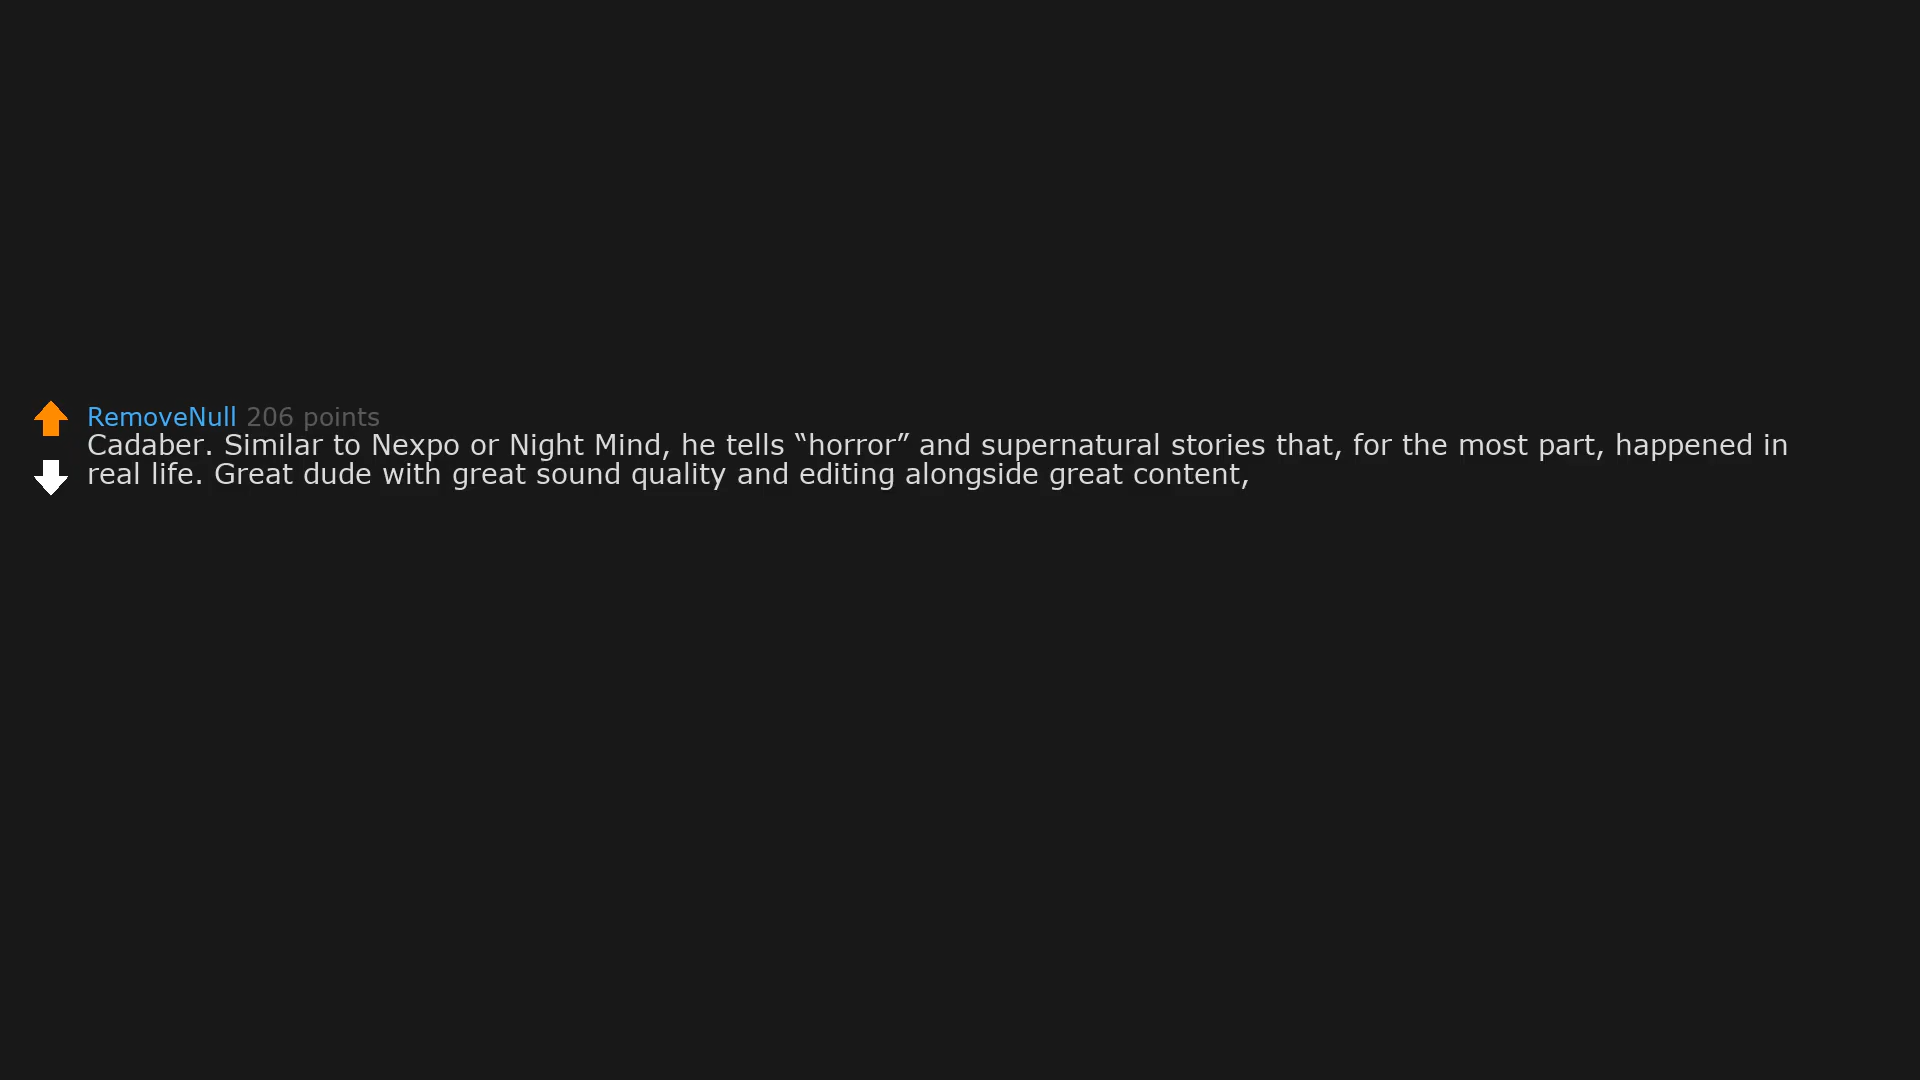 RemoveNull 206 points
Cadaber. Similar to Nexpo or Night Mind, he tells “horror” and supernatural stories that, for the most part, happened in
real life. Great dude with great sound quality and editing alongside great content,